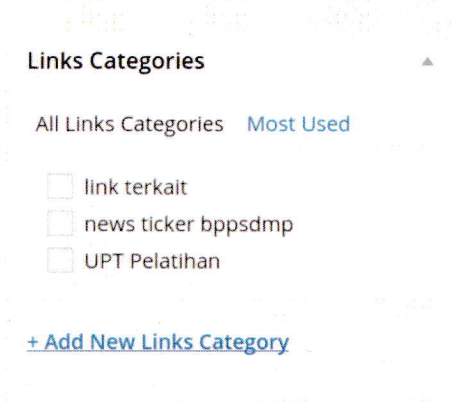 Links Categories
All Links Categories Most Used
link terkait
news ticker bppsdmp
UPT Pelatihan
+ Add New Links Category